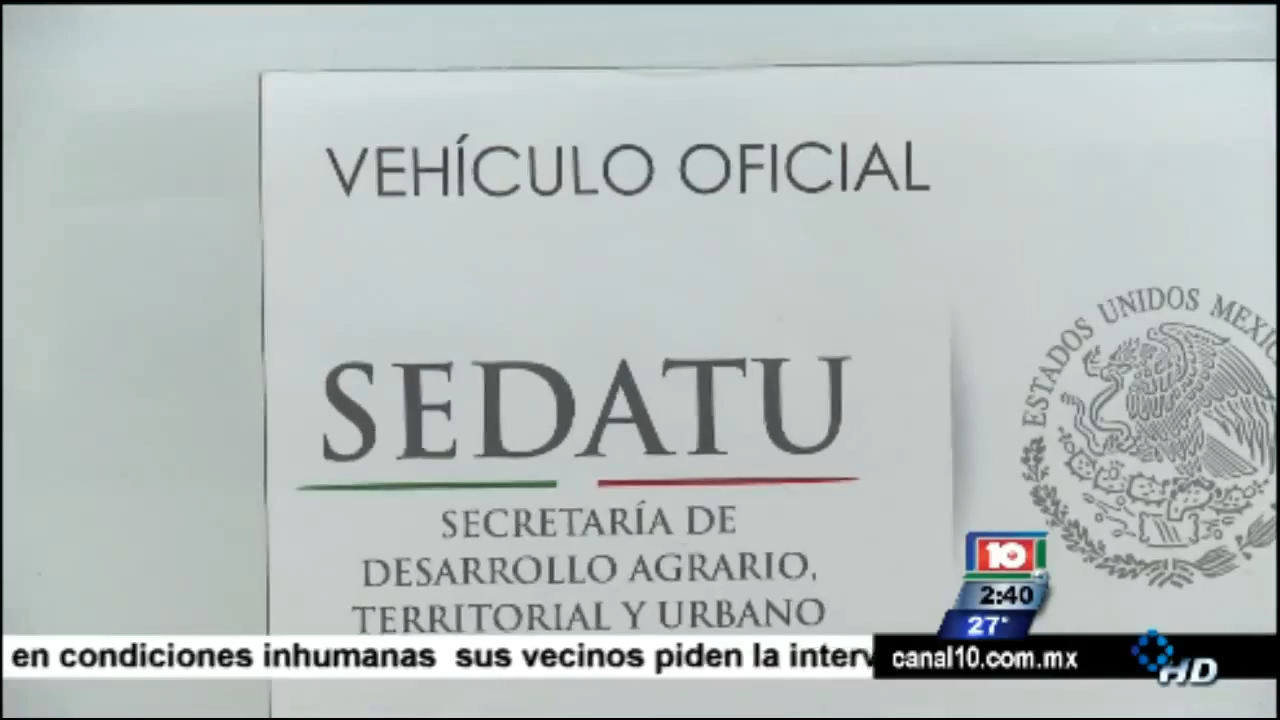 VEHÍCULO OFICIAL
SEDATU
SECRETARÍA DE
DESARROLLO AGRARIO,
TERRITORIAL Y URBANO
ESTADOS UNIDOS MEXIC
10
2:40
27°
en condiciones inhumanas sus vecinos piden la interv
canal10.com.mx
HD